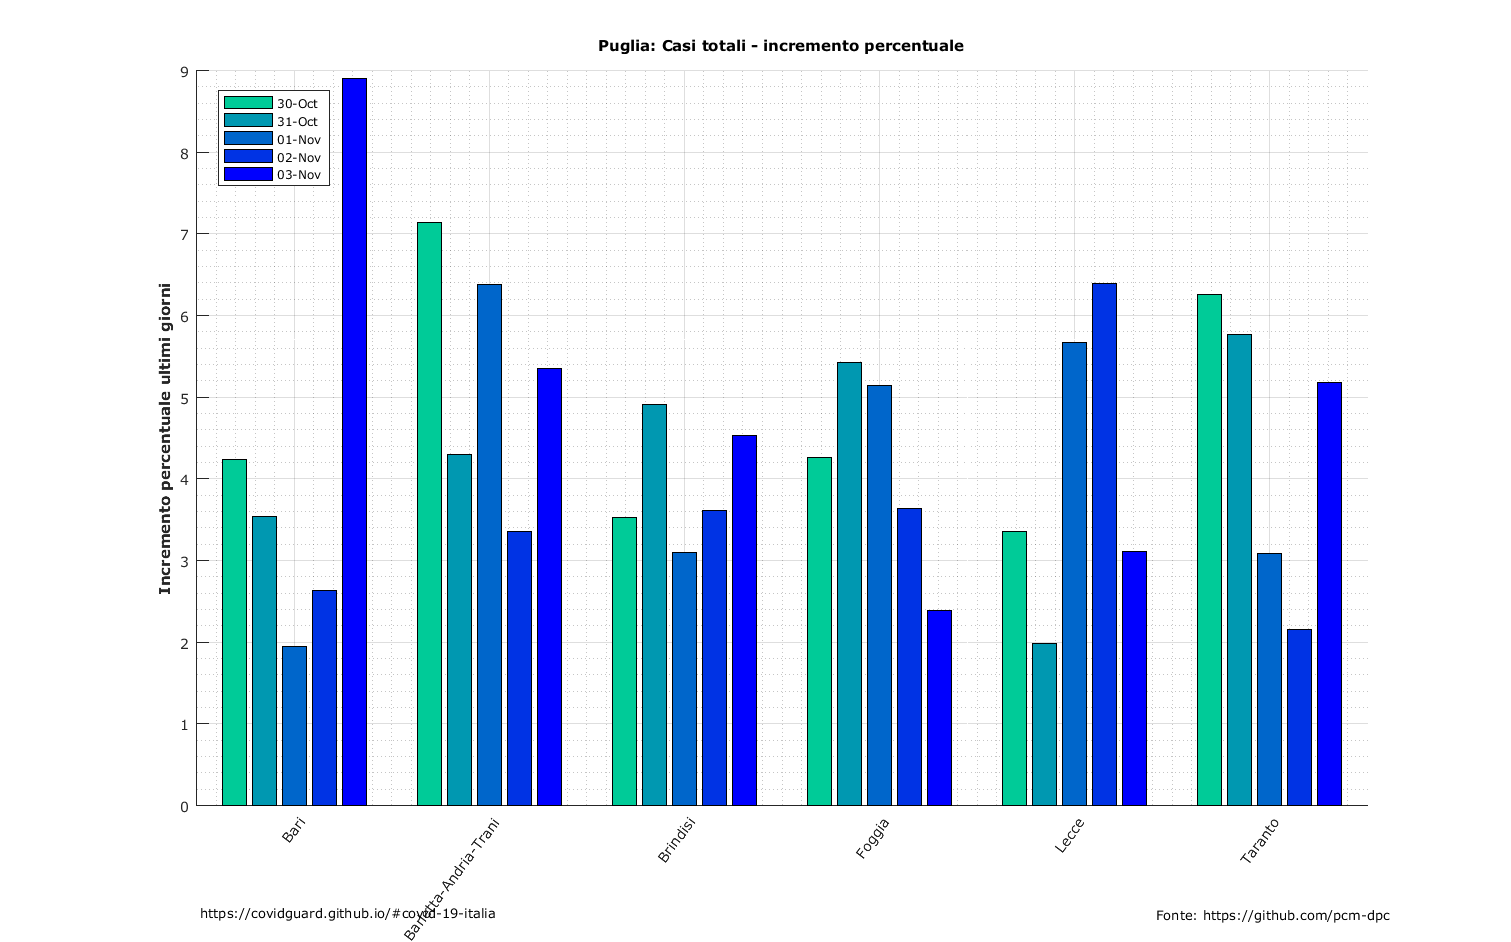 Puglia: Casi totali - incremento percentuale
Incremento percentuale ultimi giorni
9
8
7
6
5
4
3
2
1
0
30-Oct
31-Oct
01-Nov
02-Nov
03-Nov
Bari
Barletta-Andria-Trani
Brindisi
Foggia
Lecce
Taranto
https://covidguard.github.io/#covid-19-italia
Fonte: https://github.com/pcm-dpc